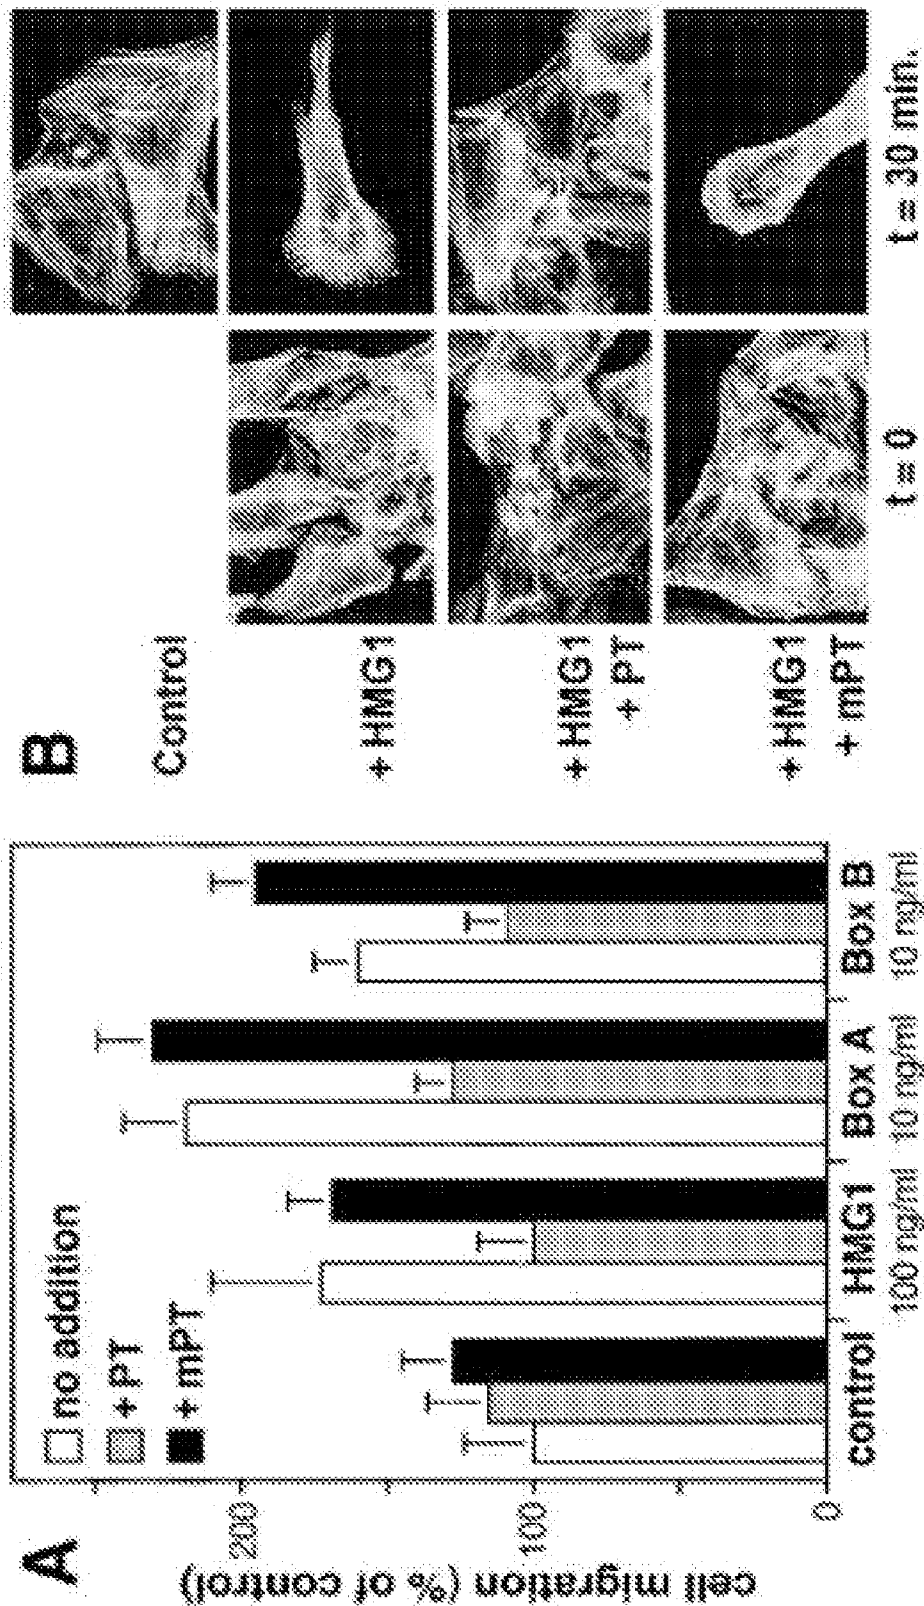 A
no addition
+ PT
+ mPT
cell migration (% of control)
200
100
0
control HMG1 Box A Box B
100 ng/ml 10 ng/ml 10 ng/ml
B
Control
+ HMG1
+ HMG1
+ PT
+ HMG1
+ mPT
t = 0 t = 30 min.